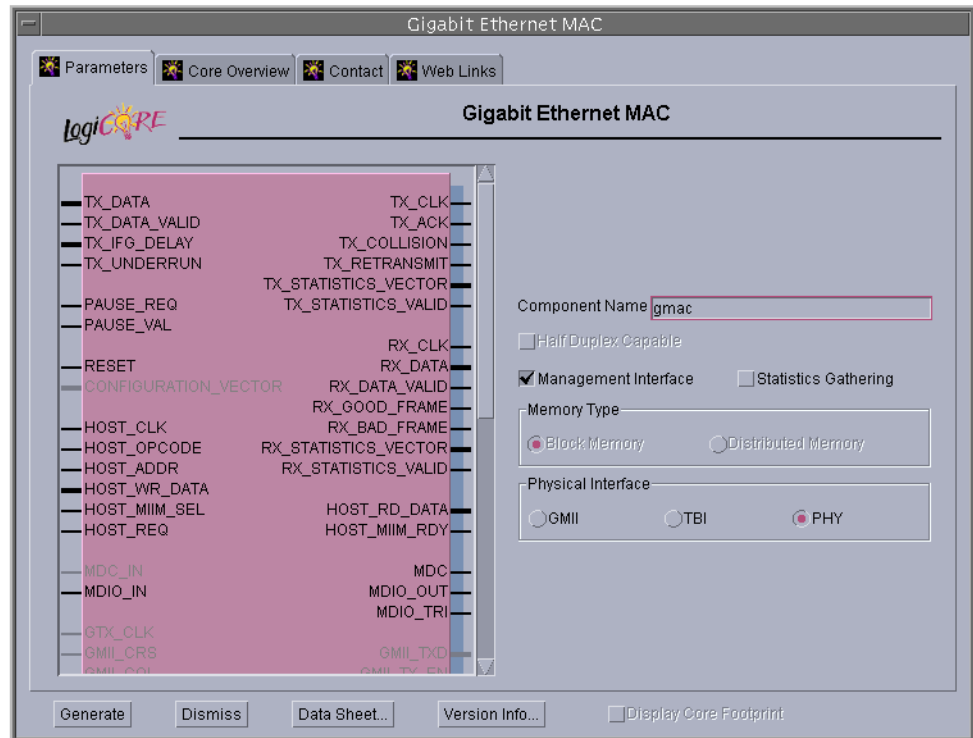 Gigabit Ethernet MAC
Parameters Core Overview Contact Web Links
LogiCORE
Gigabit Ethernet MAC
TX_DATA TX_CLK
TX_DATA_VALID TX_ACK
TX_IFG_DELAY TX_COLLISION
TX_UNDERRUN TX_RETRANSMIT
TX_STATISTICS_VECTOR
PAUSE_REQ TX_STATISTICS_VALID
PAUSE_VAL
RX_CLK
RESET RX_DATA
CONFIGURATION_VECTOR RX_DATA_VALID
RX_GOOD_FRAME
HOST_CLK RX_BAD_FRAME
HOST_OPCODE RX_STATISTICS_VECTOR
HOST_ADDR RX_STATISTICS_VALID
HOST_WR_DATA
HOST_MIIM_SEL HOST_RD_DATA
HOST_REQ HOST_MIIM_RDY
MDC_IN MDC
MDIO_IN MDIO_OUT
MDIO_TRI
GTX_CLK
GMII_CRS GMII_TXD
GMII_COL GMII_TX_EN
Component Name gmac
Half Duplex Capable
Management Interface Statistics Gathering
Memory Type
Block Memory Distributed Memory
Physical Interface
GMII TBI PHY
Generate Dismiss Data Sheet... Version Info... Display Core Footprint